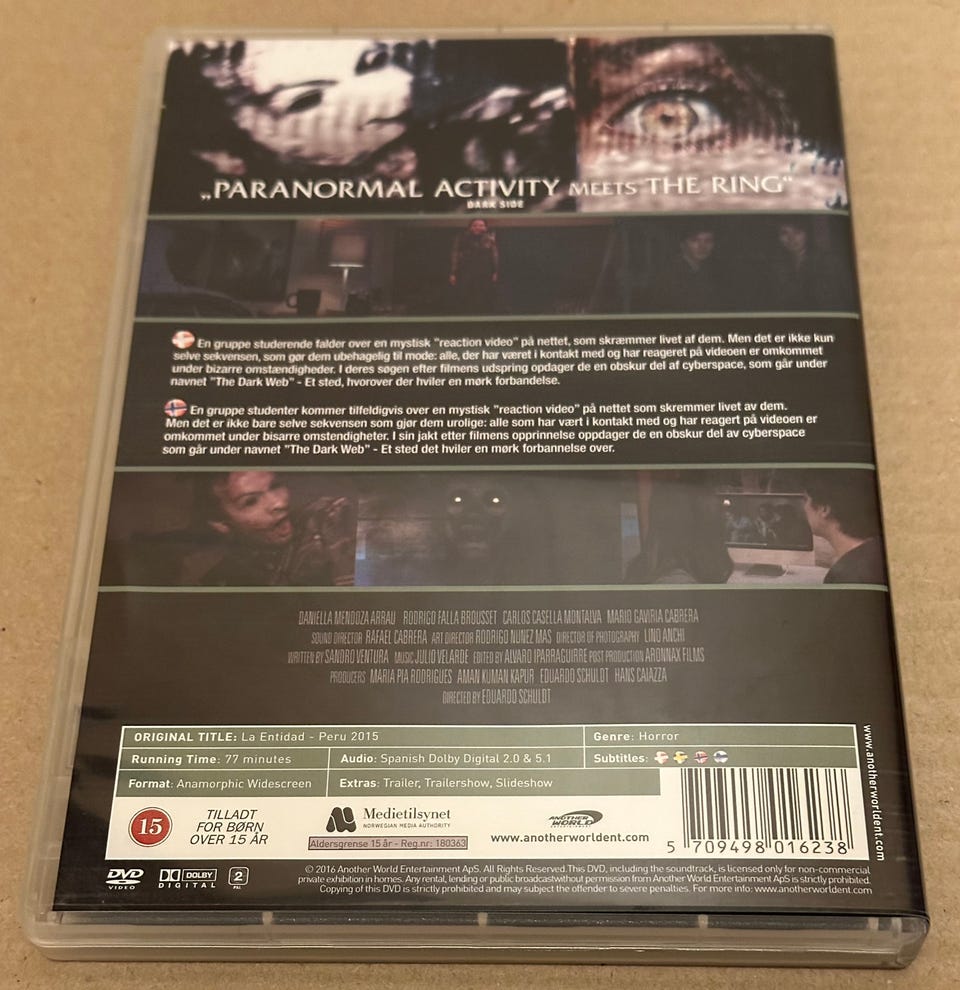 „PARANORMAL ACTIVITY MEETS THE RING“
DARK SIDE
En gruppe studerende falder over en mystisk "reaction video" på nettet, som skræmmer livet af dem. Men det er ikke kun
selve sekvensen, som gør dem ubehagelig til mode: alle, der har været i kontakt med og har reageret på videoen er omkommet
under bizarre omstændigheder. I deres søgen efter filmens udspring opdager de en obskur del af cyberspace, som går under
navnet "The Dark Web" - Et sted, hvorover der hviler en mørk forbandelse.
En gruppe studenter kommer tilfeldigvis over en mystisk "reaction video" på nettet som skremmer livet av dem.
Men det er ikke bare selve sekvensen som gjør dem urolige: alle som har vært i kontakt med og har reagert på videoen er
omkommet under bisarre omstendigheter. I sin jakt etter filmens opprinnelse oppdager de en obskur del av cyberspace
som går under navnet "The Dark Web" - Et sted det hviler en mørk forbannelse over.
DANIELLA MENDOZA ARRAU RODRIGO FALLA BROUSSET CARLOS CASELLA MONTALVA MARIO GAVIRIA CABRERA
SOUND DIRECTOR RAFAEL CABRERA ART DIRECTOR RODRIGO NUNEZ MAS DIRECTOR OF PHOTOGRAPHY LINO ANCHI
WRITTEN BY SANDRO VENTURA MUSIC JULIO VELARDE EDITED BY ALVARO IPARRAGUIRRE POST PRODUCTION ARONNAX FILMS
PRODUCERS MARIA PIA RODRIGUES AMAN KUMAN KAPUR EDUARDO SCHULDT HANS CAIAZZA
DIRECTED BY EDUARDO SCHULDT
ORIGINAL TITLE: La Entidad - Peru 2015
Genre: Horror
Running Time: 77 minutes
Audio: Spanish Dolby Digital 2.0 & 5.1
Subtitles:
Format: Anamorphic Widescreen
Extras: Trailer, Trailershow, Slideshow
15
TILLADT
FOR BØRN
OVER 15 ÅR
Medietilsynet
NORWEGIAN MEDIA AUTHORITY
Aldersgrense 15 år - Reg.nr: 180363
ANOTHER
WORLD
ENTERTAINMENT
www.anotherworldent.com
5 709498 016238
www.anotherworldent.com
DVD
VIDEO
DOLBY
DIGITAL
2
PAL
© 2016 Another World Entertainment ApS. All Rights Reserved. This DVD, including the soundtrack, is licensed only for non-commercial
private exhibition in homes. Any rental, lending or public broadcastwithout permission from Another World Entertainment ApS is strictly prohibited.
Copying of this DVD is strictly prohibited and may subject the offender to severe penalties. For more info: www.anotherworldent.com